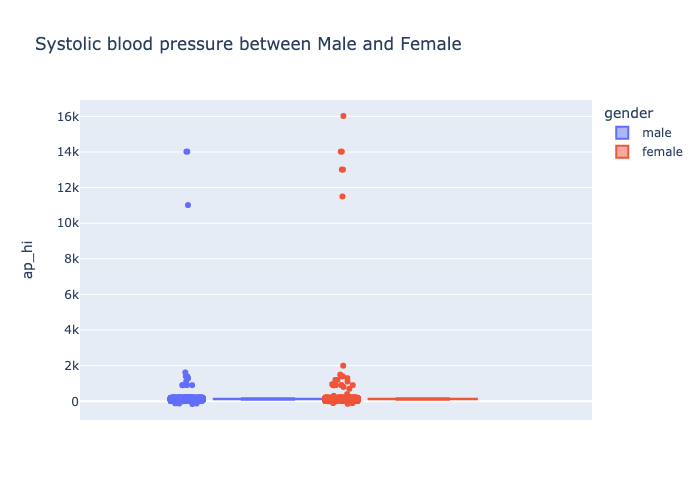 Systolic blood pressure between Male and Female
gender
male
female
16k
14k
12k
10k
8k
6k
4k
2k
0
ap_hi